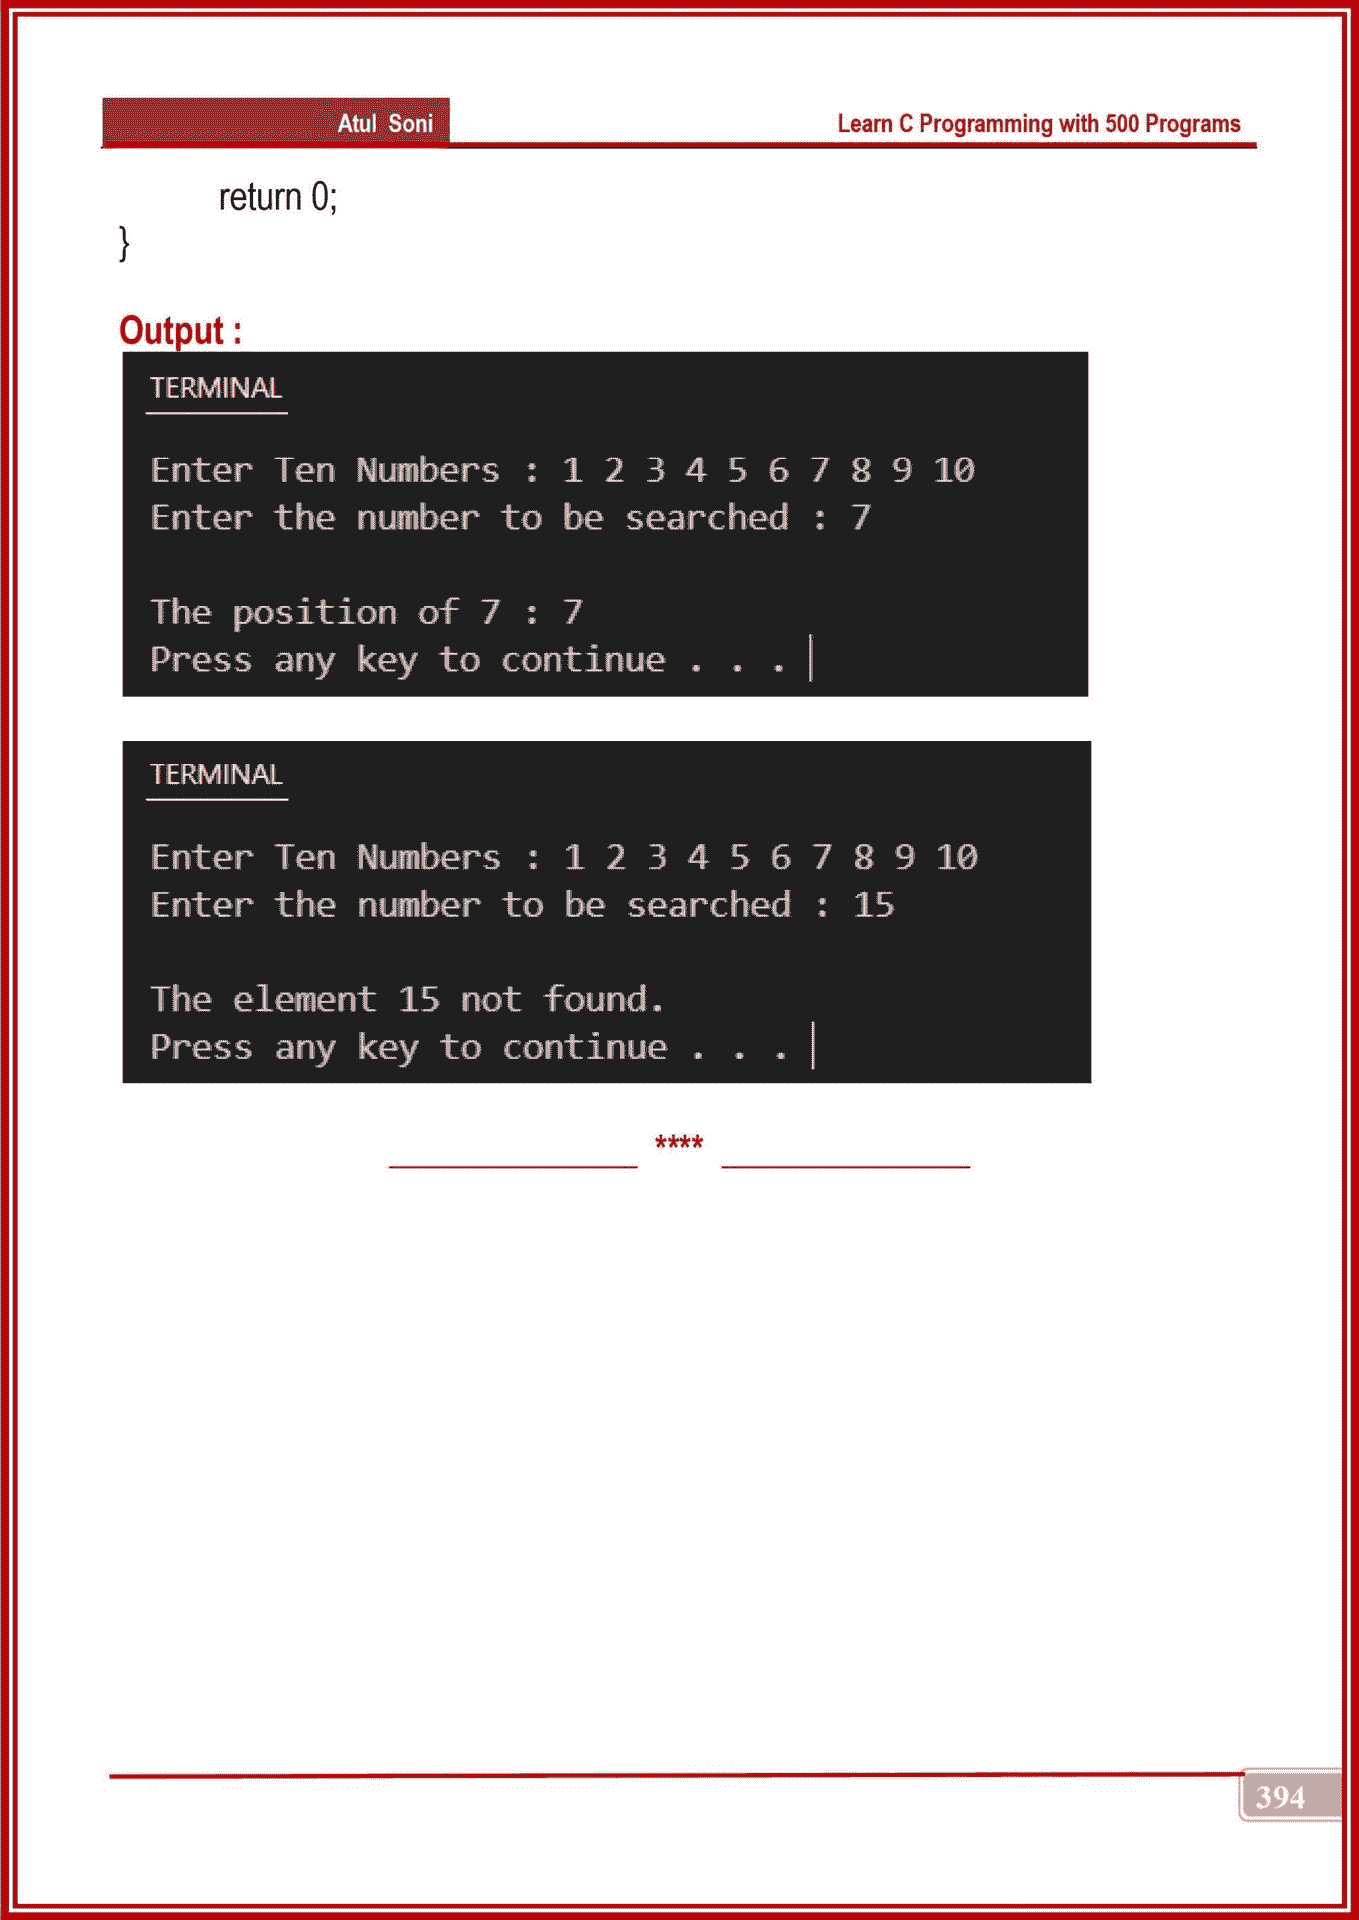 Atul Soni
Learn C Programming with 500 Programs
return 0;
}
Output :
TERMINAL
Enter Ten Numbers : 1 2 3 4 5 6 7 8 9 10
Enter the number to be searched : 7
The position of 7 : 7
Press any key to continue . . .
TERMINAL
Enter Ten Numbers : 1 2 3 4 5 6 7 8 9 10
Enter the number to be searched : 15
The element 15 not found.
Press any key to continue . . .
****
394